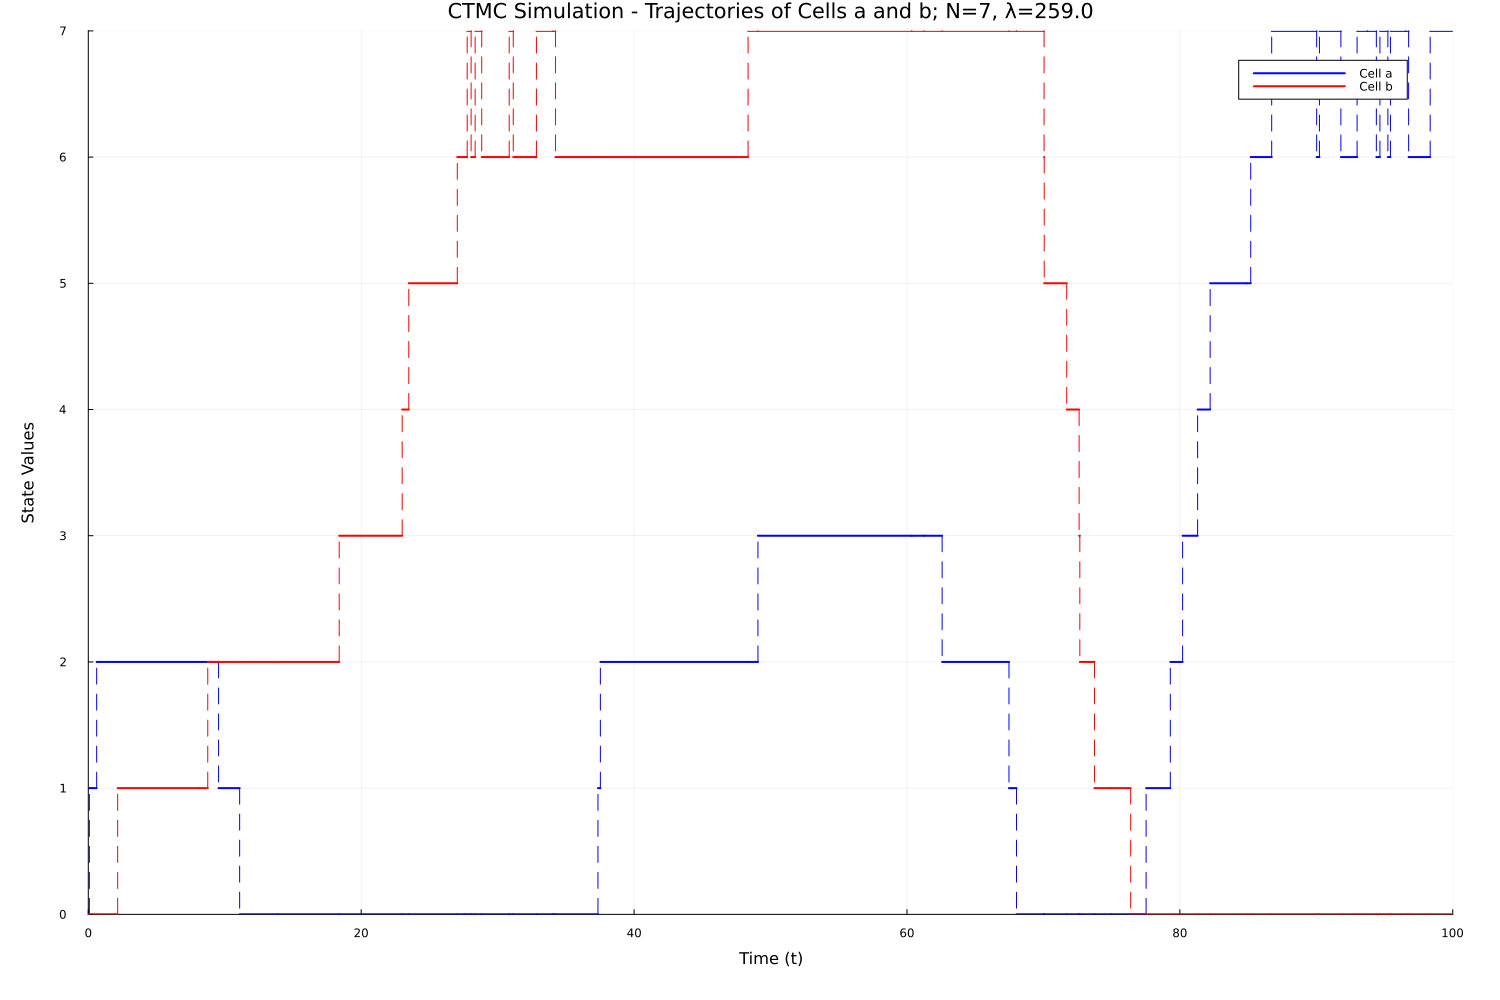 CTMC Simulation - Trajectories of Cells a and b; N=7, λ=259.0
7
6
5
4
3
2
1
0
State Values
Cell a
Cell b
0 20 40 60 80 100
Time (t)